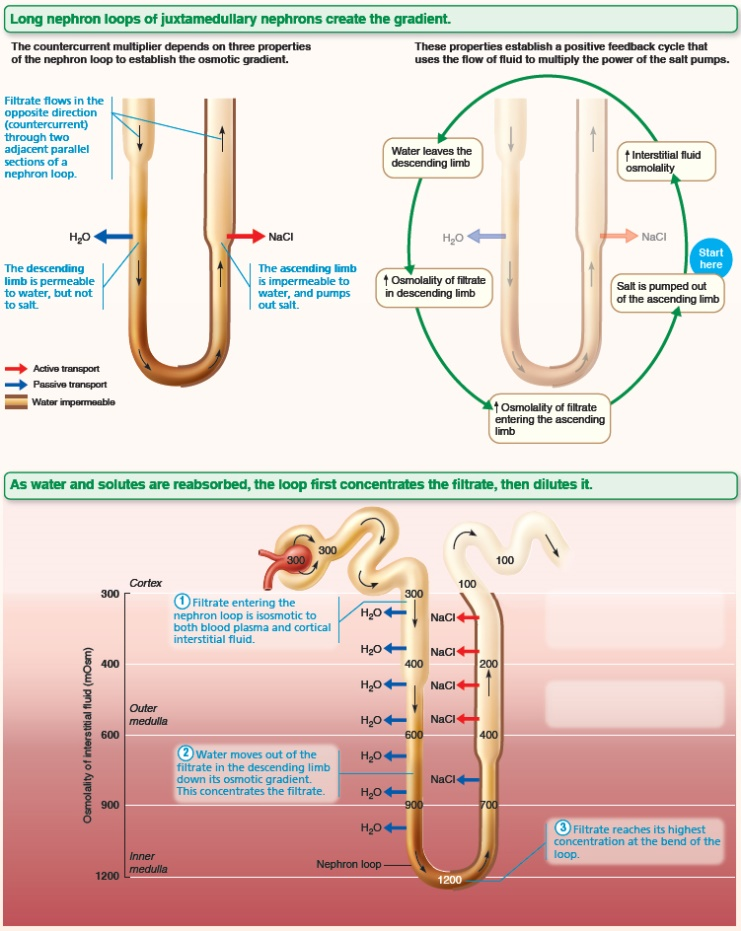 Long nephron loops of juxtamedullary nephrons create the gradient.
The countercurrent multiplier depends on three properties
of the nephron loop to establish the osmotic gradient.
Filtrate flows in the
opposite direction
(countercurrent)
through two
adjacent parallel
sections of a
nephron loop.
H₂O
NaCl
The descending
limb is permeable
to water, but not
to salt.
The ascending limb
is impermeable to
water, and pumps
out salt.
Active transport
Passive transport
Water impermeable
These properties establish a positive feedback cycle that
uses the flow of fluid to multiply the power of the salt pumps.
Water leaves the
descending limb
↑ Interstitial fluid
osmolality
H₂O
NaCl
Start
here
↑ Osmolality of filtrate
in descending limb
Salt is pumped out
of the ascending limb
↑ Osmolality of filtrate
entering the ascending
limb
As water and solutes are reabsorbed, the loop first concentrates the filtrate, then dilutes it.
300
300
100
100
Cortex
300
300
1 Filtrate entering the
nephron loop is isosmotic to
both blood plasma and cortical
interstitial fluid.
H₂O
NaCl
H₂O
NaCl
400
400
200
H₂O
NaCl
Outer
medulla
H₂O
NaCl
600
600
400
2 Water moves out of the
filtrate in the descending limb
down its osmotic gradient.
This concentrates the filtrate.
H₂O
NaCl
H₂O
900
900
700
H₂O
3 Filtrate reaches its highest
concentration at the bend of the
loop.
Inner
medulla
Nephron loop
1200
1200
Osmolality of interstitial fluid (mOsm)